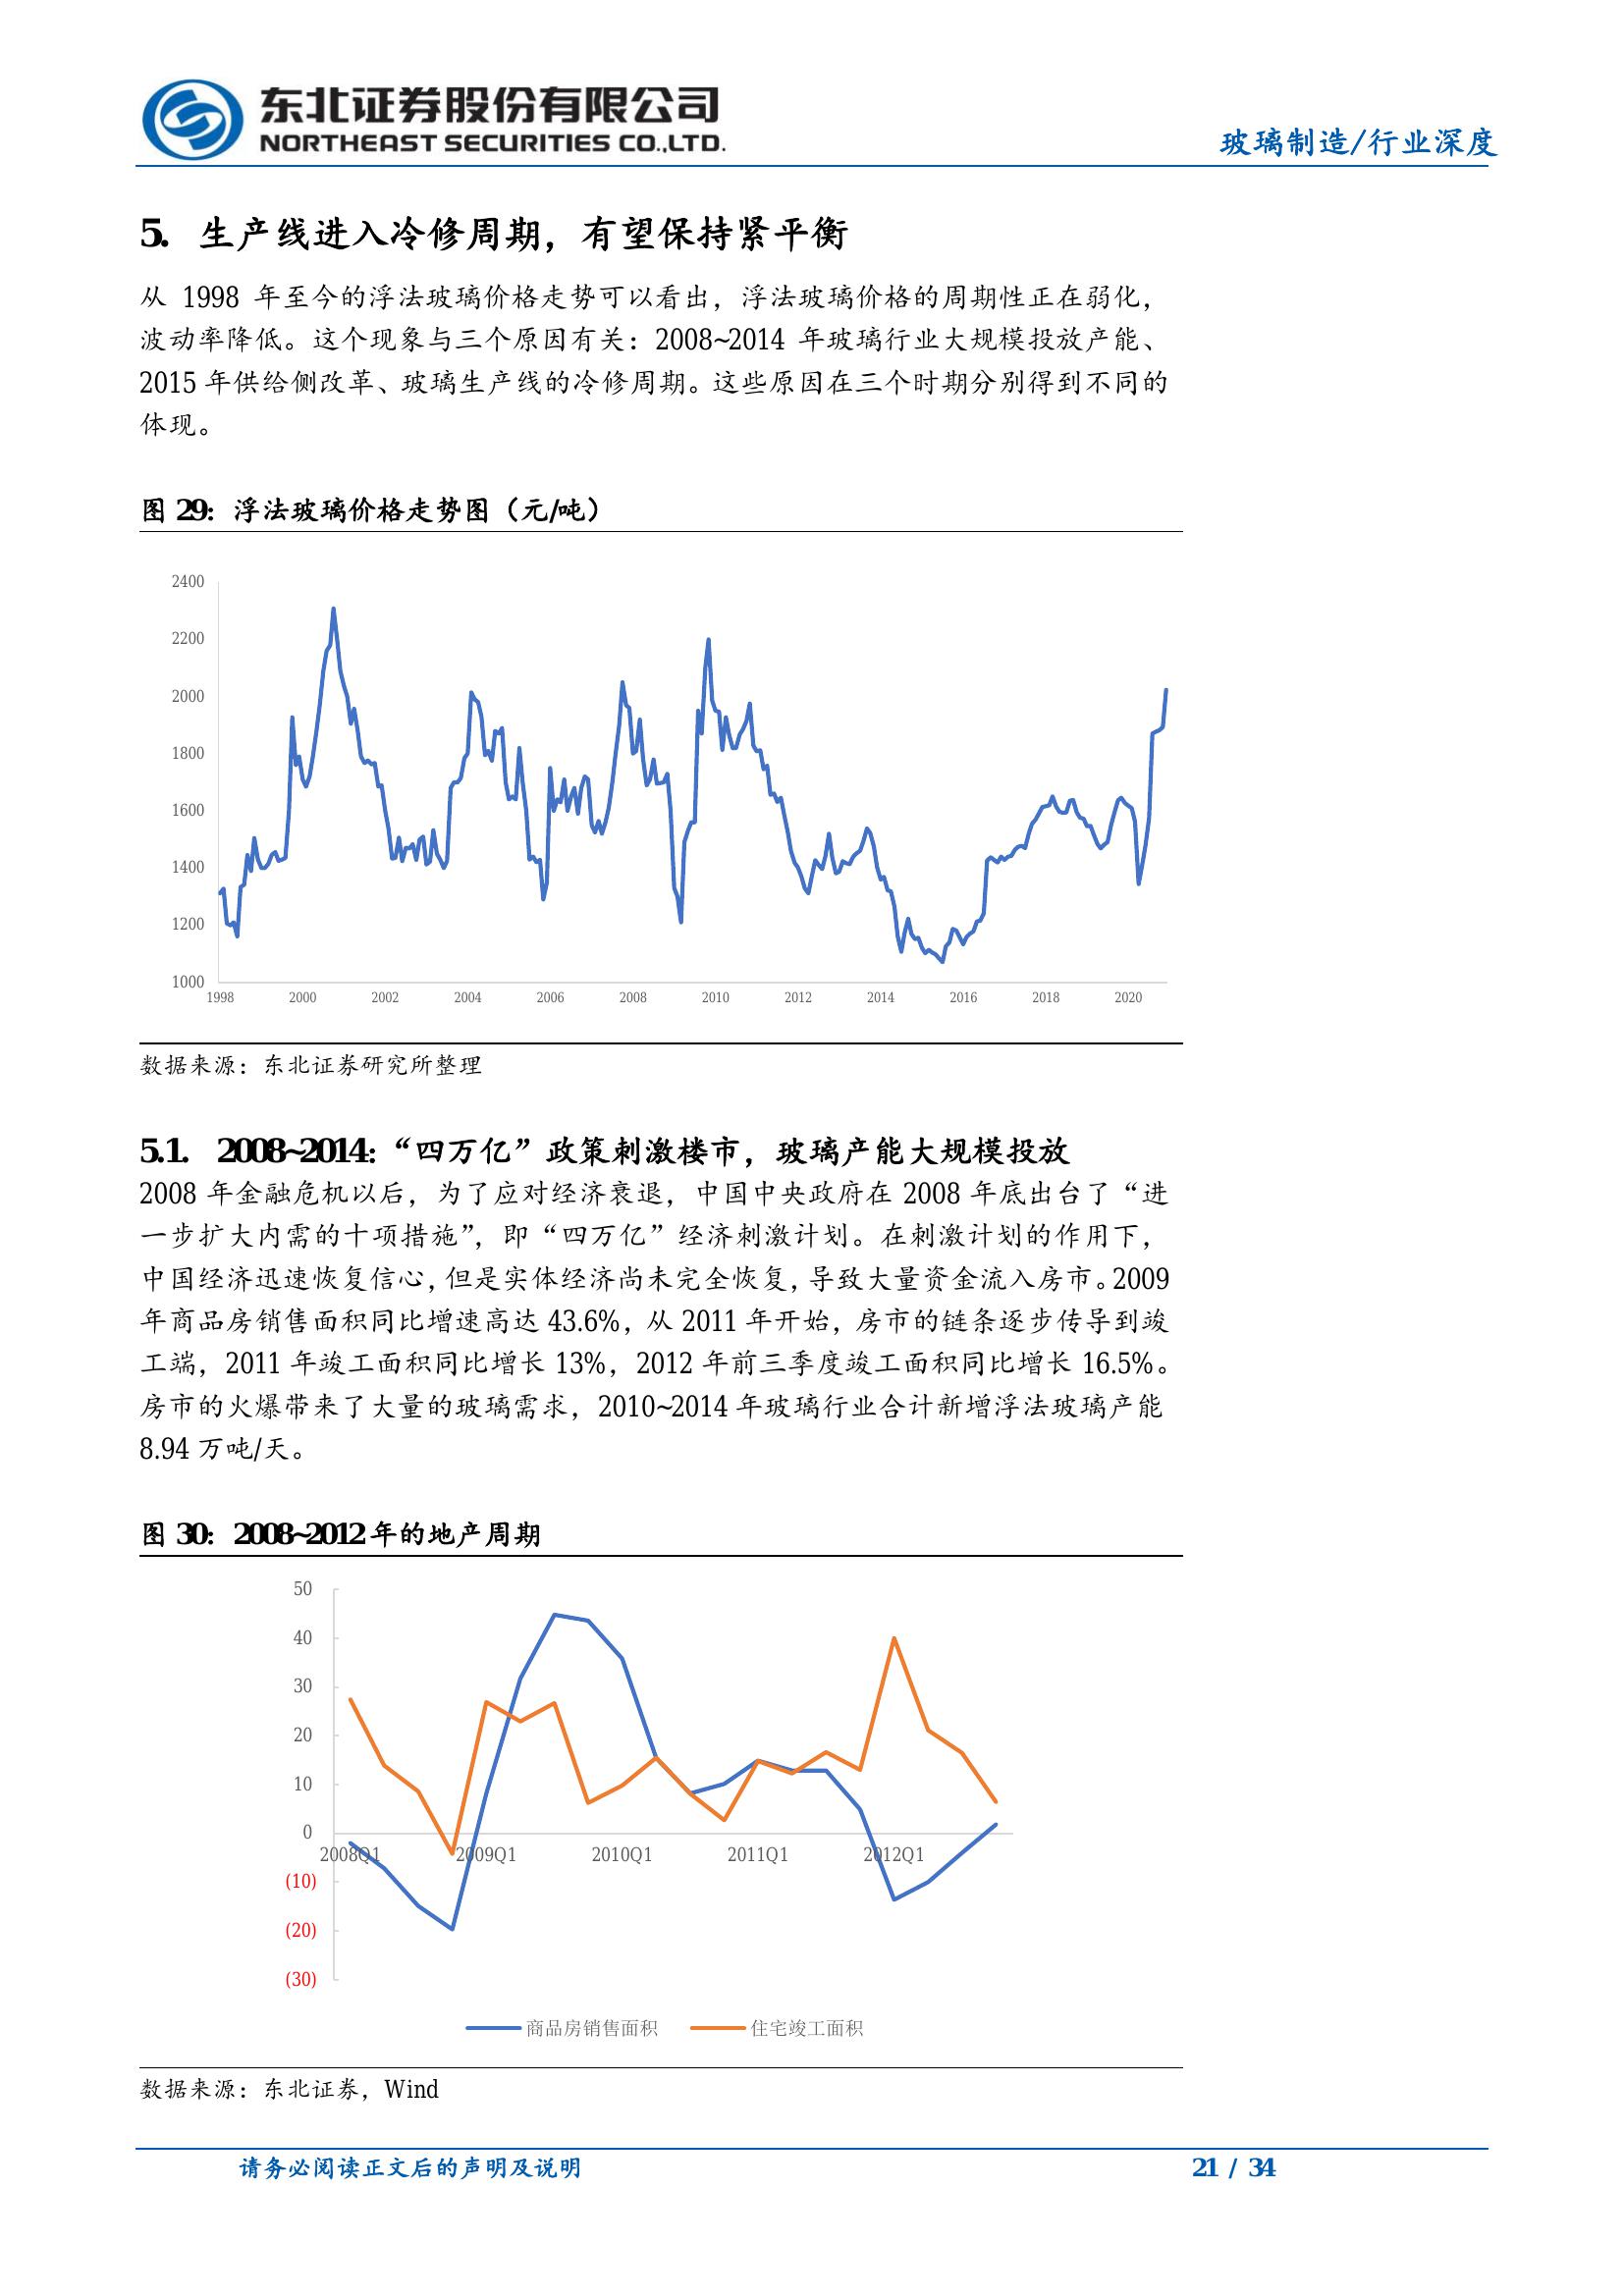 东北证券股份有限公司
NORTHEAST SECURITIES CO.,LTD.
玻璃制造/行业深度
5. 生产线进入冷修周期，有望保持紧平衡
从 1998 年至今的浮法玻璃价格走势可以看出，浮法玻璃价格的周期性正在弱化，
波动率降低。这个现象与三个原因有关：2008~2014 年玻璃行业大规模投放产能、
2015 年供给侧改革、玻璃生产线的冷修周期。这些原因在三个时期分别得到不同的
体现。
图 29：浮法玻璃价格走势图（元/吨）
2400
2200
2000
1800
1600
1400
1200
1000
1998 2000 2002 2004 2006 2008 2010 2012 2014 2016 2018 2020
数据来源：东北证券研究所整理
5.1. 2008~2014:“四万亿”政策刺激楼市，玻璃产能大规模投放
2008 年金融危机以后，为了应对经济衰退，中国中央政府在 2008 年底出台了“进
一步扩大内需的十项措施”，即“四万亿”经济刺激计划。在刺激计划的作用下，
中国经济迅速恢复信心，但是实体经济尚未完全恢复，导致大量资金流入房市。2009
年商品房销售面积同比增速高达 43.6%，从 2011 年开始，房市的链条逐步传导到竣
工端，2011 年竣工面积同比增长 13%，2012 年前三季度竣工面积同比增长 16.5%。
房市的火爆带来了大量的玻璃需求，2010~2014 年玻璃行业合计新增浮法玻璃产能
8.94 万吨/天。
图 30：2008~2012 年的地产周期
50
40
30
20
10
0
2008Q1 2009Q1 2010Q1 2011Q1 2012Q1
(10)
(20)
(30)
商品房销售面积 住宅竣工面积
数据来源：东北证券，Wind
请务必阅读正文后的声明及说明 21 / 34